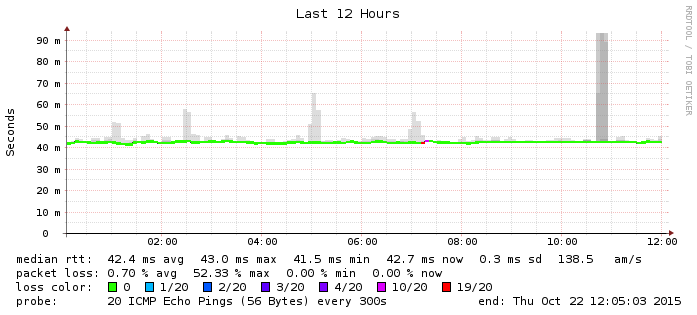 Last 12 Hours
RRDTOOL / TOBI OETIKER
Seconds
90 m
80 m
70 m
60 m
50 m
40 m
30 m
20 m
10 m
0
02:00 04:00 06:00 08:00 10:00 12:00
median rtt: 42.4 ms avg 43.0 ms max 41.5 ms min 42.7 ms now 0.3 ms sd 138.5 am/s
packet loss: 0.70 % avg 52.33 % max 0.00 % min 0.00 % now
loss color: 0 1/20 2/20 3/20 4/20 10/20 19/20
probe: 20 ICMP Echo Pings (56 Bytes) every 300s end: Thu Oct 22 12:05:03 2015